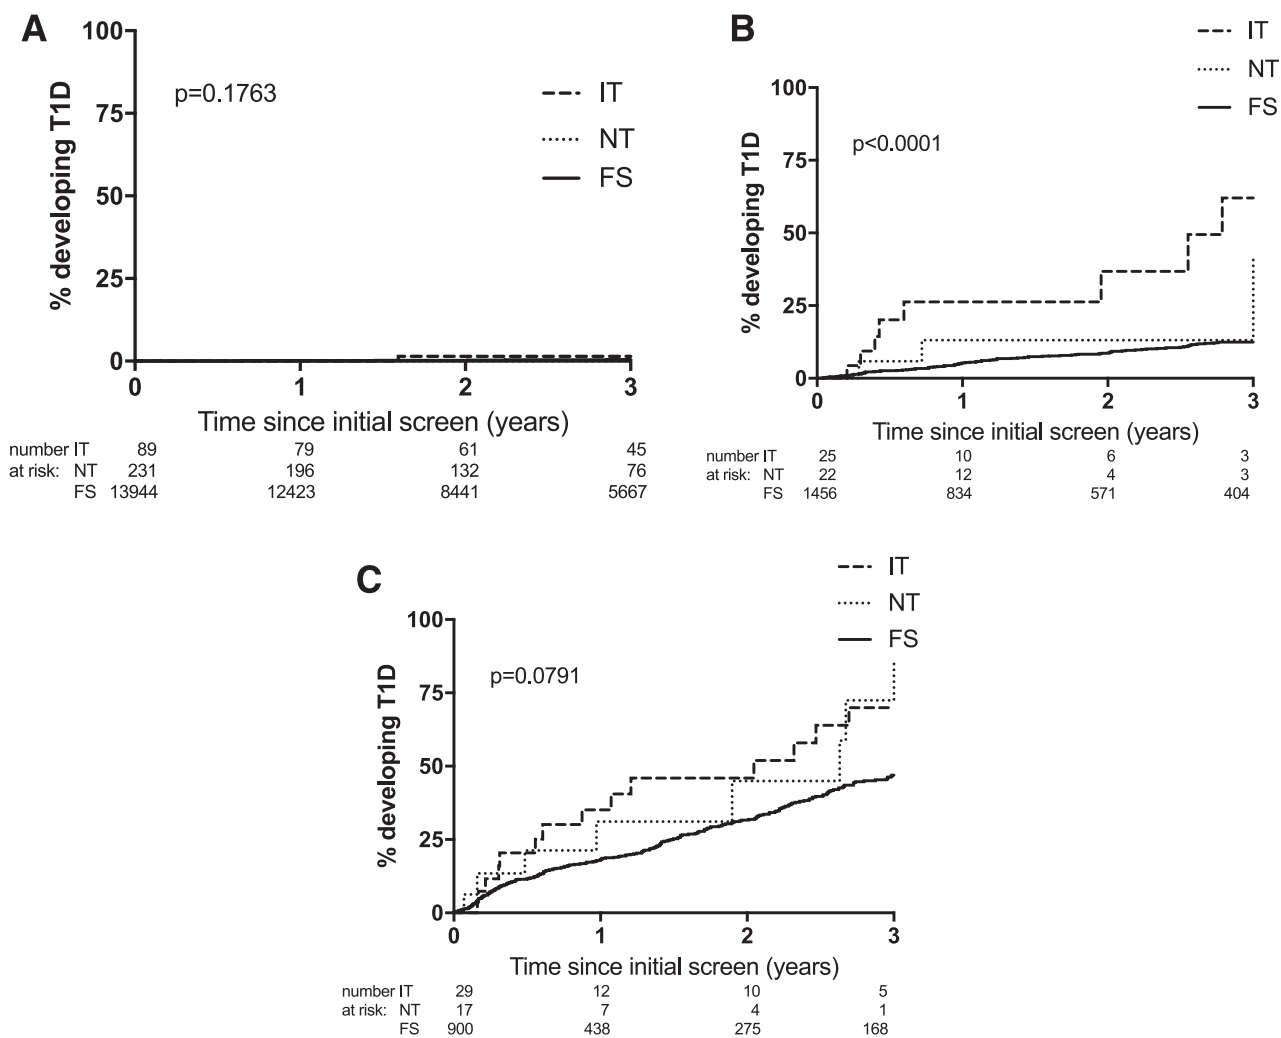 A
100
75
50
25
0
% developing T1D
p=0.1763
IT
NT
FS
0 1 2 3
Time since initial screen (years)
number IT 89 79 61 45
at risk: NT 231 196 132 76
FS 13944 12423 8441 5667
B
IT
NT
FS
100
75
50
25
0
% developing T1D
p<0.0001
0 1 2 3
Time since initial screen (years)
number IT 25 10 6 3
at risk: NT 22 12 4 3
FS 1456 834 571 404
C
IT
NT
FS
100
75
50
25
0
% developing T1D
p=0.0791
0 1 2 3
Time since initial screen (years)
number IT 29 12 10 5
at risk: NT 17 7 4 1
FS 900 438 275 168